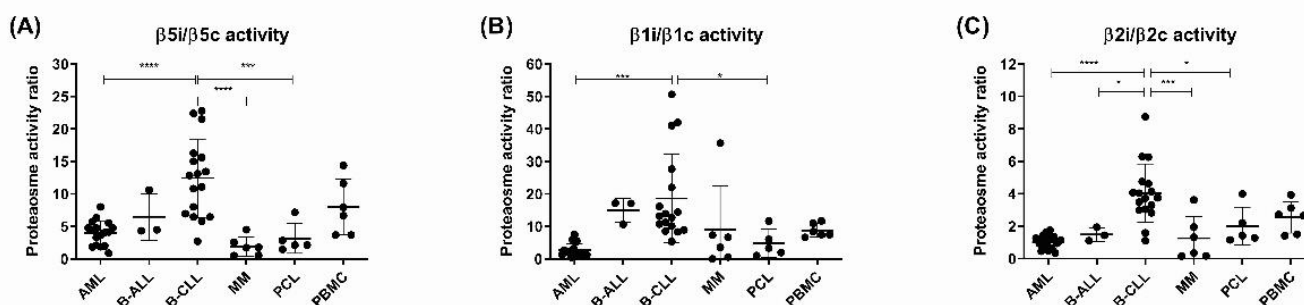 (A)
β5i/β5c activity
Proteaosme activity ratio
30
25
20
15
10
5
0
**** ***
****
AML B-ALL B-CLL MM PCL PBMC
(B)
β1i/β1c activity
Proteaosme activity ratio
60
50
40
30
20
10
0
*** *
AML B-ALL B-CLL MM PCL PBMC
(C)
β2i/β2c activity
Proteaosme activity ratio
12
10
8
6
4
2
0
**** *
* ***
AML B-ALL B-CLL MM PCL PBMC